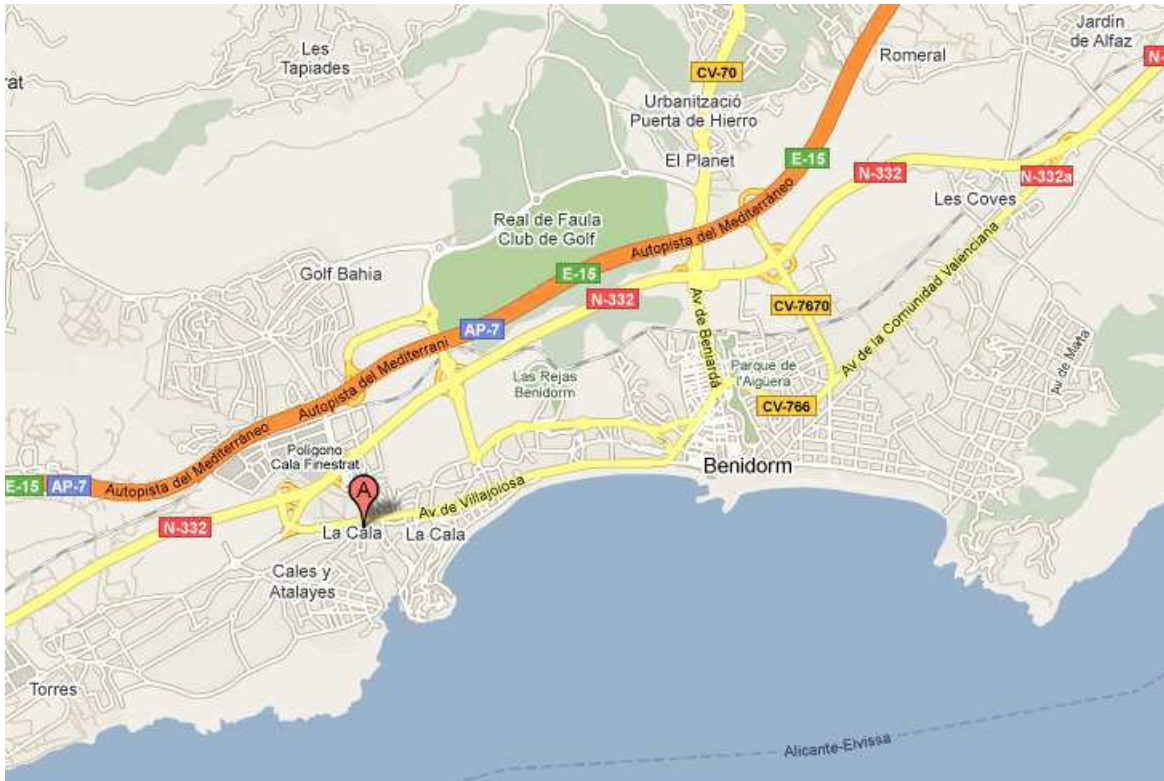 Les
Tapiades
rat
CV-70
Romeral
Jardín
de Alfaz
N-
Urbanització
Puerta de Hierro
El Planet
E-15
N-332
N-332a
Les Coves
Real de Faula
Club de Golf
Autopista del Mediterráneo
Golf Bahia
E-15
N-332
CV-7670
Av de la Comunidad Valenciana
AP-7
Av de Beniardá
Autopista del Mediterrani
Las Rejas
Benidorm
Parque de
l'Aigüera
Av de Malta
CV-766
Autopista del Mediterráneo
Polígono
Cala Finestrat
Benidorm
E-15
AP-7
A
Av de Villajoiosa
N-332
La Cala
La Cala
Cales y
Atalayes
Torres
Alicante-Eivissa